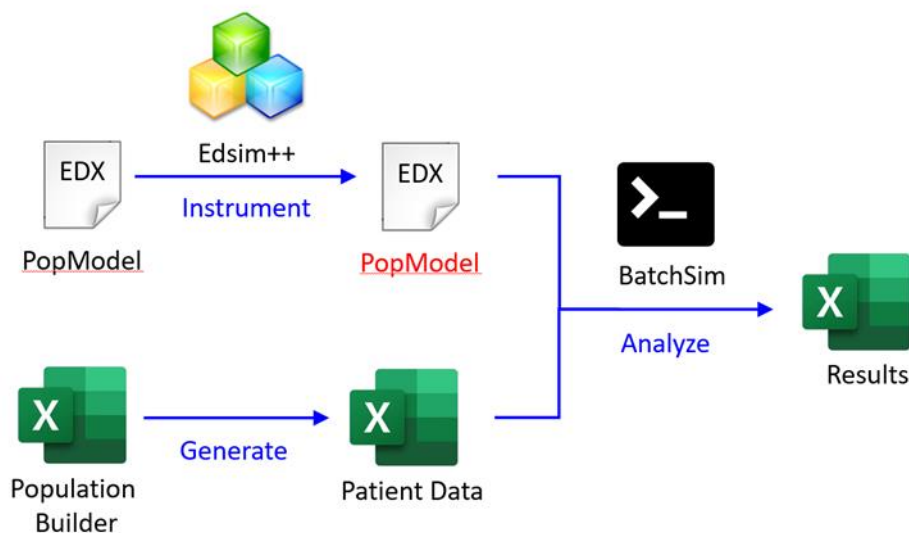 Edsim++
EDX
EDX
Instrument
PopModel
PopModel
BatchSim
Analyze
X
Results
X
X
Generate
Population
Builder
Patient Data